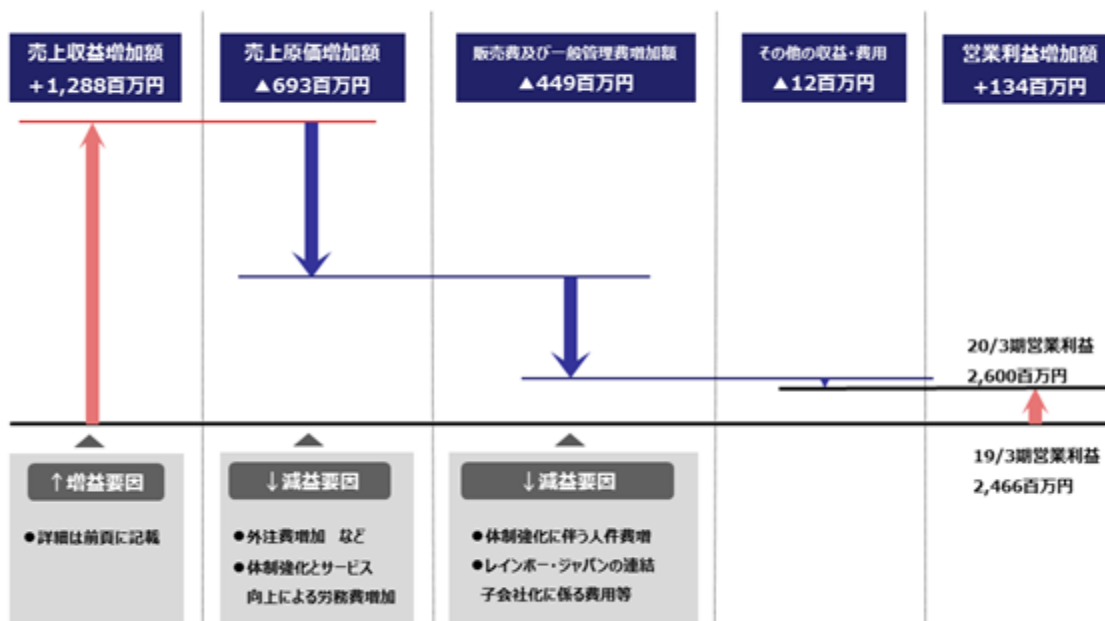 売上収益増加額
+1,288百万円
売上原価増加額
▲693百万円
販売費及び一般管理費増加額
▲449百万円
その他の収益・費用
▲12百万円
営業利益増加額
+134百万円
20/3期営業利益
2,600百万円
19/3期営業利益
2,466百万円
↑増益要因
●詳細は前頁に記載
↓減益要因
●外注費増加 など
●体制強化とサービス
向上による労務費増加
↓減益要因
●体制強化に伴う人件費増
●レインボー・ジャパンの連結
子会社化に係る費用等